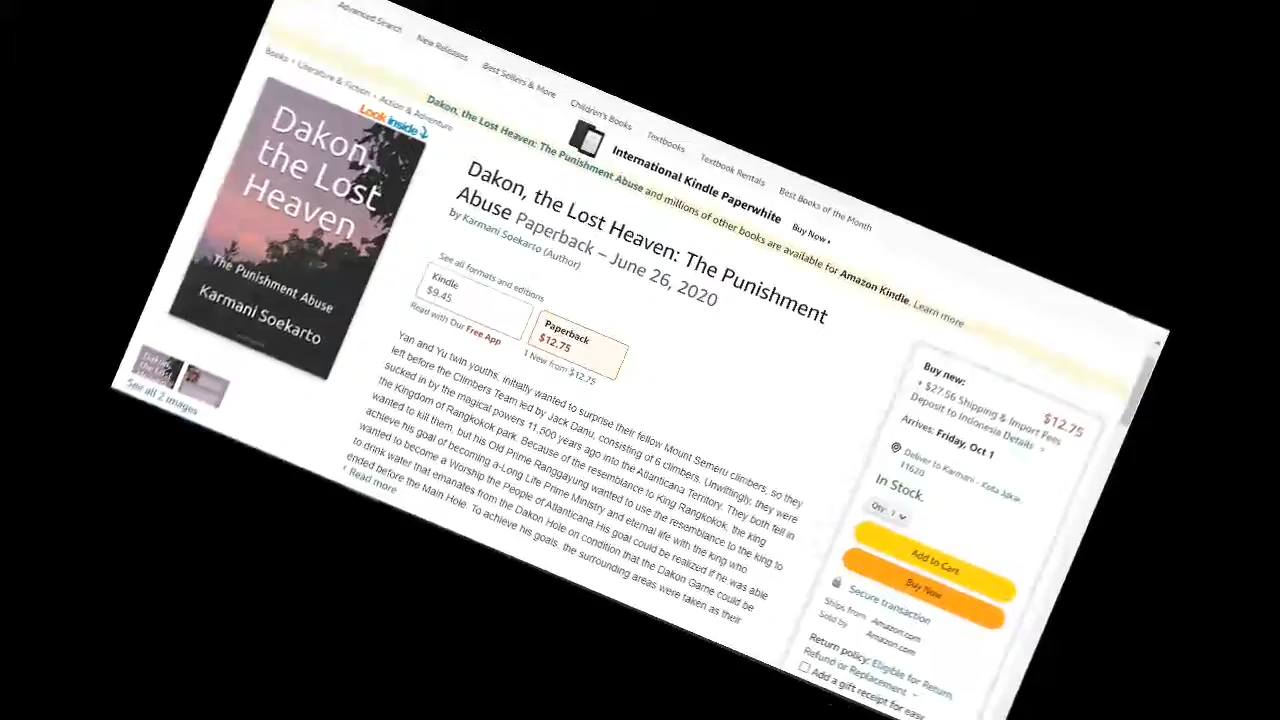 Advanced Search New Releases Best Sellers & More Children's Books Textbooks Textbook Rentals Best Books of the Month
International Kindle Paperwhite Buy Now ▸
Books › Literature & Fiction › Action & Adventure
Dakon, the Lost Heaven: The Punishment Abuse and millions of other books are available for Amazon Kindle. Learn more
Look inside
Dakon,
the Lost
Heaven
The Punishment Abuse
Karmani Soekarto
See all 2 images
Dakon, the Lost Heaven: The Punishment
Abuse Paperback – June 26, 2020
by Karmani Soekarto (Author)
See all formats and editions
Kindle
$9.45
Read with Our Free App
Paperback
$12.75
1 New from $12.75
Yan and Yu twin youths, initially wanted to surprise their fellow Mount Semeru climbers, so they
left before the Climbers Team led by Jack Danu, consisting of 6 climbers. Unwittingly, they were
sucked in by the magical powers 11,500 years ago into the Atlanticana Territory. They both fell in
the Kingdom of Rangkokok park. Because of the resemblance to King Rangkokok, the king
wanted to kill them, but his Old Prime Ranggayung wanted to use the resemblance to the king to
achieve his goal of becoming a-Long Life Prime Ministry and eternal life with the king who
wanted to become a Worship the People of Atlanticana His goal could be realized if he was able
to drink water that emanates from the Dakon Hole on condition that the Dakon Game could be
ended before the Main Hole. To achieve his goals, the surrounding areas were taken as their
Read more
Buy new: $12.75
+ $27.56 Shipping & Import Fees
Deposit to Indonesia Details
Arrives: Friday, Oct 1
Deliver to Karmani - Kota
11620
In Stock.
Qty: 1
Add to Cart
Buy Now
Secure transaction
Ships from Amazon.com
Sold by Amazon.com
Return policy: Eligible for Return,
Refund or Replacement
Add a gift receipt for easy